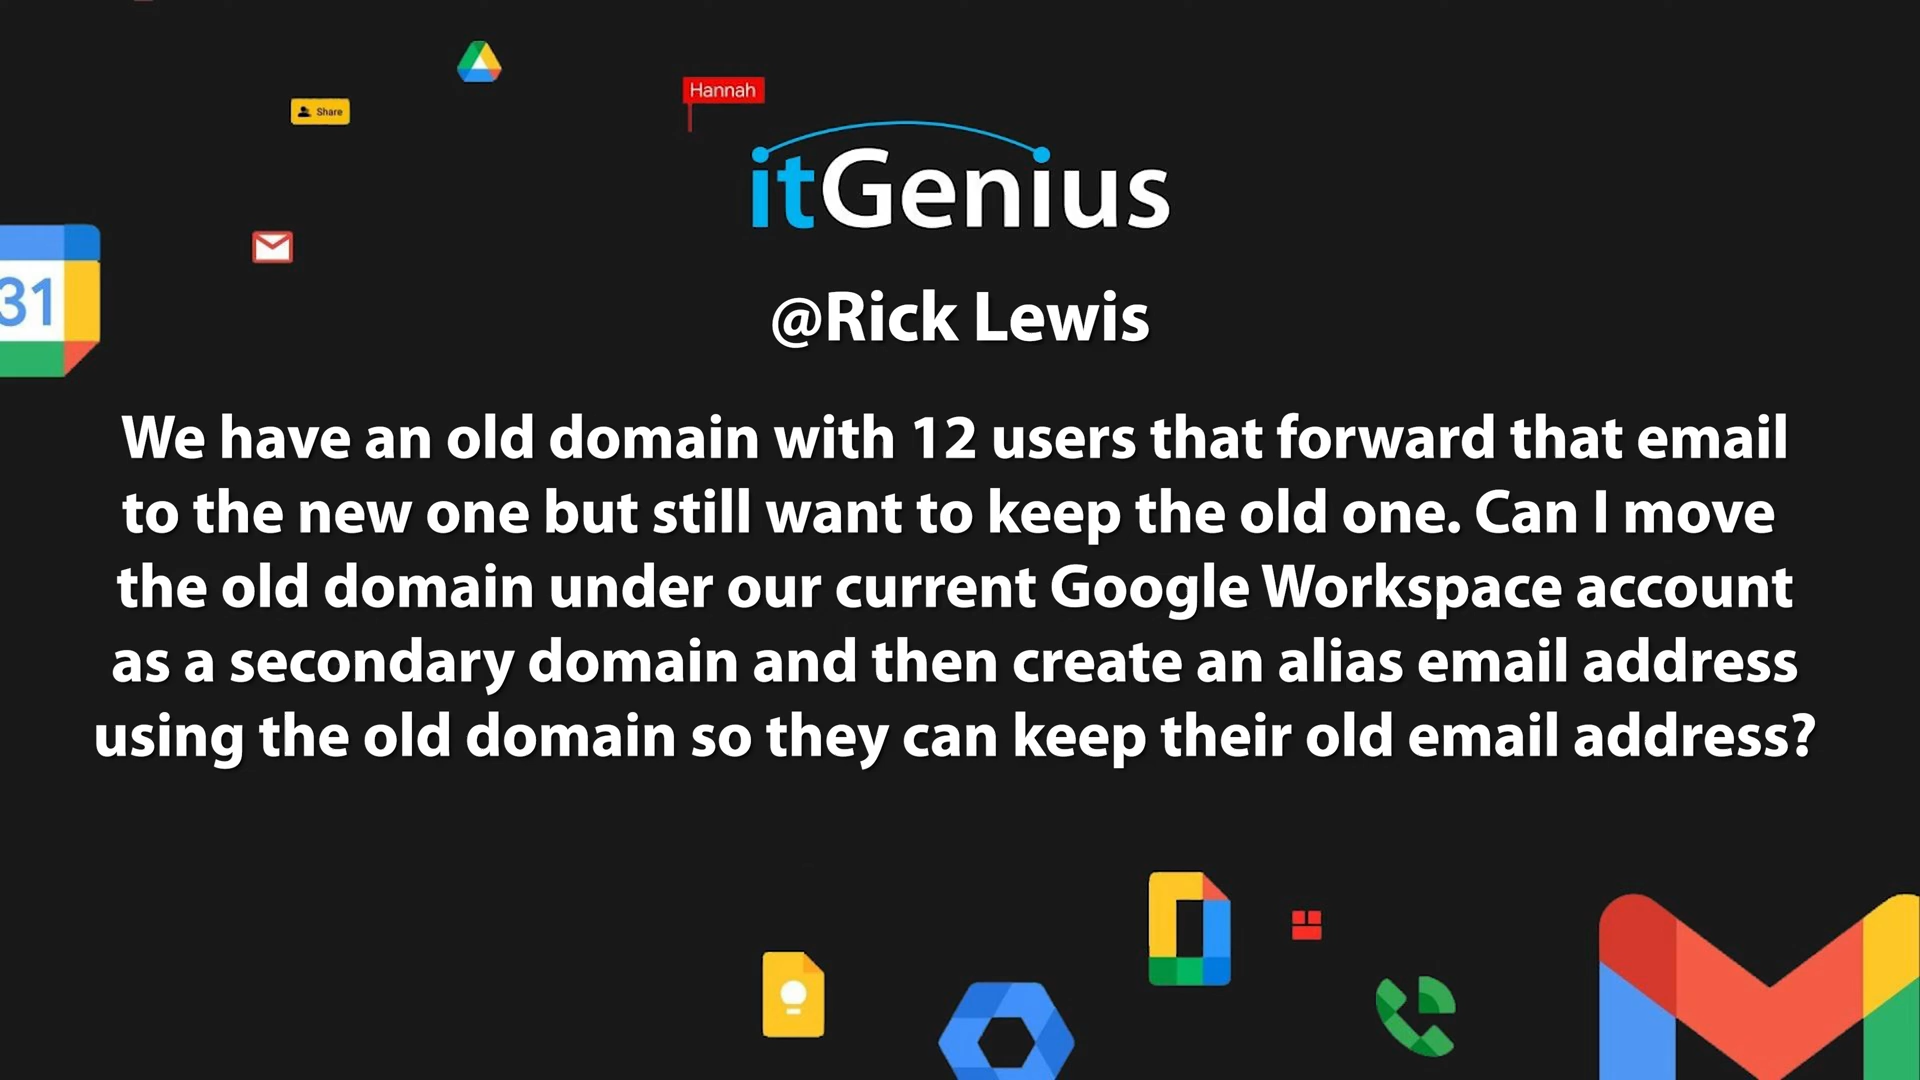 Hannah
Share
itGenius
31
@Rick Lewis
We have an old domain with 12 users that forward that email
to the new one but still want to keep the old one. Can I move
the old domain under our current Google Workspace account
as a secondary domain and then create an alias email address
using the old domain so they can keep their old email address?